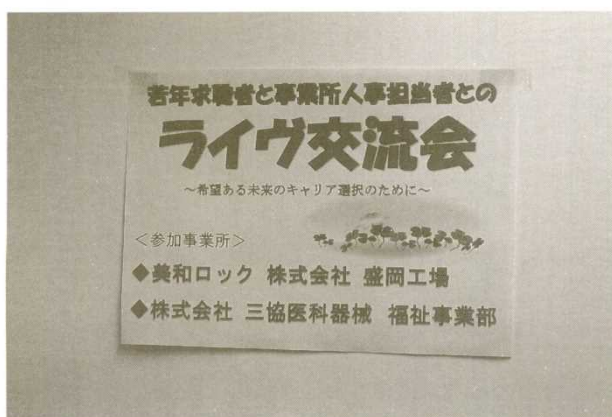 若年求職者と事業所人事担当者との
ライヴ交流会
～希望ある未来のキャリア選択のために～
＜参加事業所＞
◆美和ロック 株式会社 盛岡工場
◆株式会社 三協医科器械 福祉事業部